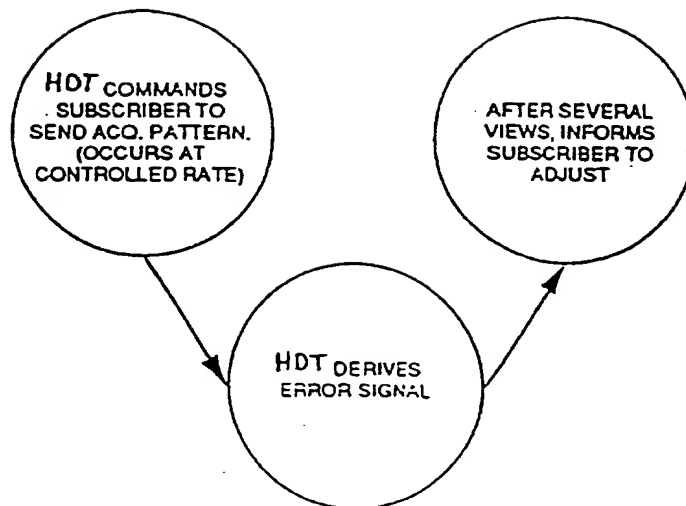 HDT COMMANDS
SUBSCRIBER TO
SEND ACQ. PATTERN.
(OCCURS AT
CONTROLLED RATE)
AFTER SEVERAL
VIEWS, INFORMS
SUBSCRIBER TO
ADJUST
HDT DERIVES
ERROR SIGNAL